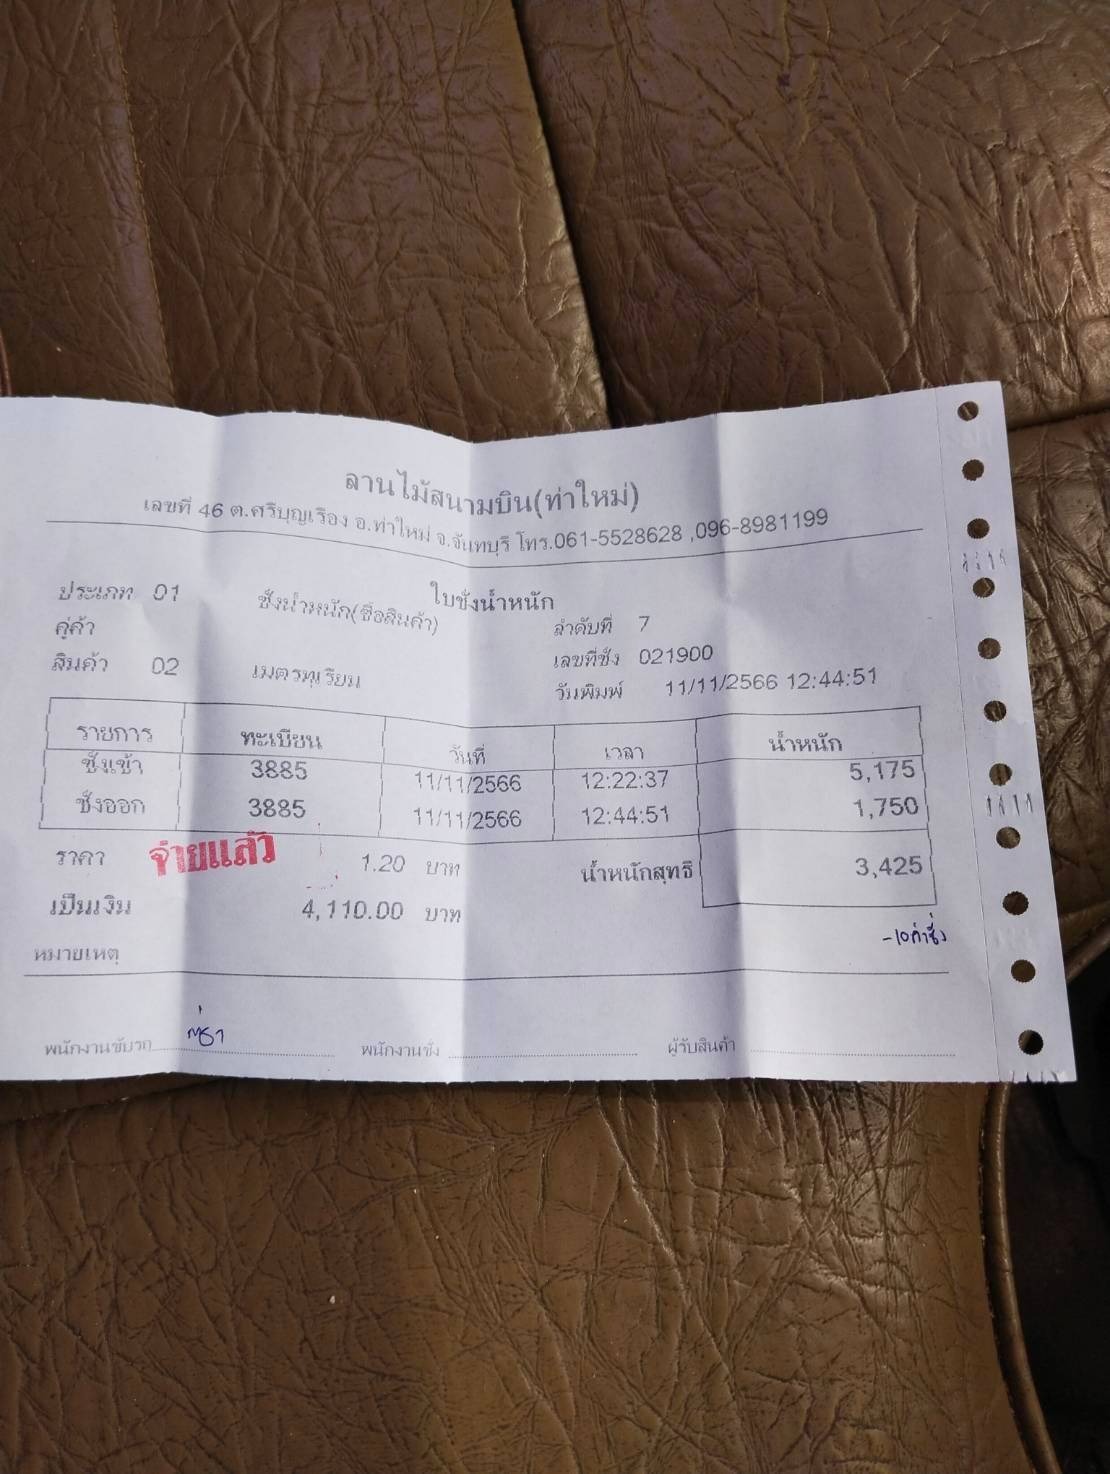 ลานไม้สนามบิน(ท่าใหม่)
เลขที่ 46 ต.ศรีบุญเรือง อ.ท่าใหม่ จ.จันทบุรี โทร.061-5528628 ,096-8981199
ใบชั่งน้ำหนัก
ประเภท 01 ชั่งน้ำหนัก(ซื้อสินค้า) ลำดับที่ 7
คู่ค้า เลขที่ชั่ง 021900
สินค้า 02 เมตรทุเรียน วันพิมพ์ 11/11/2566 12:44:51
รายการ ทะเบียน วันที่ เวลา น้ำหนัก
ชั่งเข้า 3885 11/11/2566 12:22:37 5,175
ชั่งออก 3885 11/11/2566 12:44:51 1,750
ราคา จ่ายแล้ว 1.20 บาท น้ำหนักสุทธิ 3,425
เป็นเงิน 4,110.00 บาท
-10ค่าชั่ง
หมายเหตุ
พนักงานขับรถ พนักงานชั่ง ผู้รับสินค้า